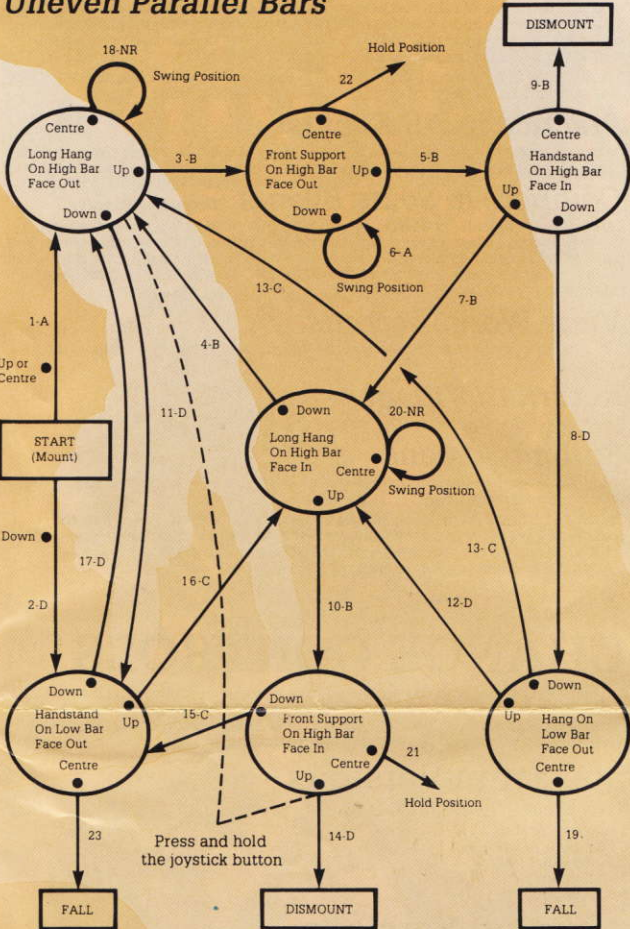 Uneven Parallel Bars
DISMOUNT
18-NR
Swing Position
22
Hold Position
9-B
Centre
Long Hang
On High Bar
Face Out
Up
Down
3-B
Centre
Front Support
On High Bar
Face Out
Up
Down
5-B
Centre
Handstand
On High Bar
Face In
Up
Down
6-A
Swing Position
13-C
7-B
1-A
Up or
Centre
4-B
11-D
START
(Mount)
Down
Long Hang
On High Bar
Face In
Centre
Up
20-NR
Swing Position
8-D
Down
17-D
2-D
16-C
10-B
12-D
13-C
Down
Handstand
On Low Bar
Face Out
Up
Centre
15-C
Down
Front Support
On High Bar
Face In
Centre
Up
21
Hold Position
Down
Up
Hang On
Low Bar
Face Out
Centre
23
Press and hold
the joystick button
14-D
19
FALL
DISMOUNT
FALL